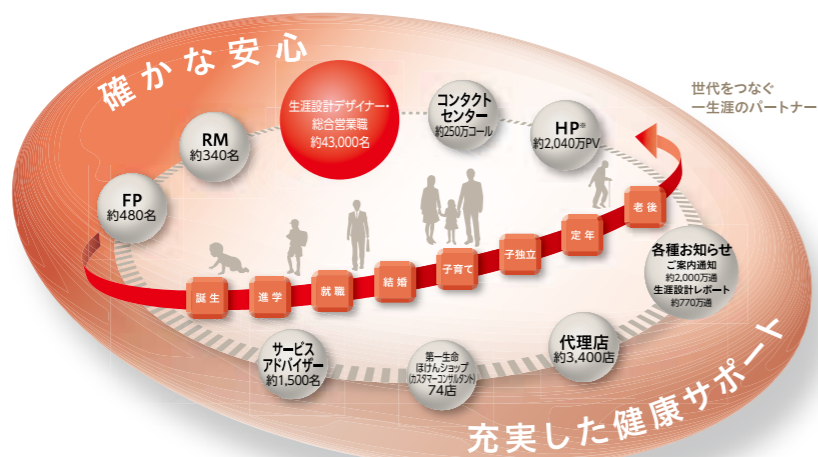 確かな安心
生涯設計デザイナー・
総合営業職
約43,000名
コンタクト
センター
約250万コール
HP※
約2,040万PV
世代をつなぐ
一生涯のパートナー
RM
約340名
FP
約480名
誕生
進学
就職
結婚
子育て
子独立
定年
老後
各種お知らせ
ご案内通知
約2,000万通
生涯設計レポート
約770万通
サービス
アドバイザー
約1,500名
第一生命
ほけんショップ
(カスタマーコンサルタント)
74店
代理店
約3,400店
充実した健康サポート